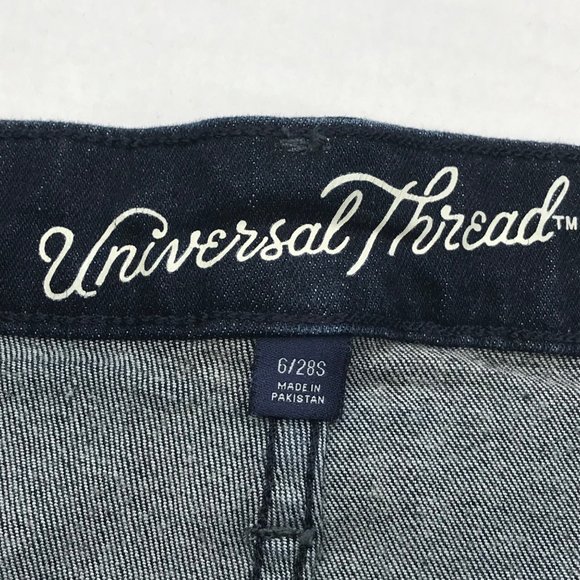 Universal Thread™
6/28S
MADE IN
PAKISTAN